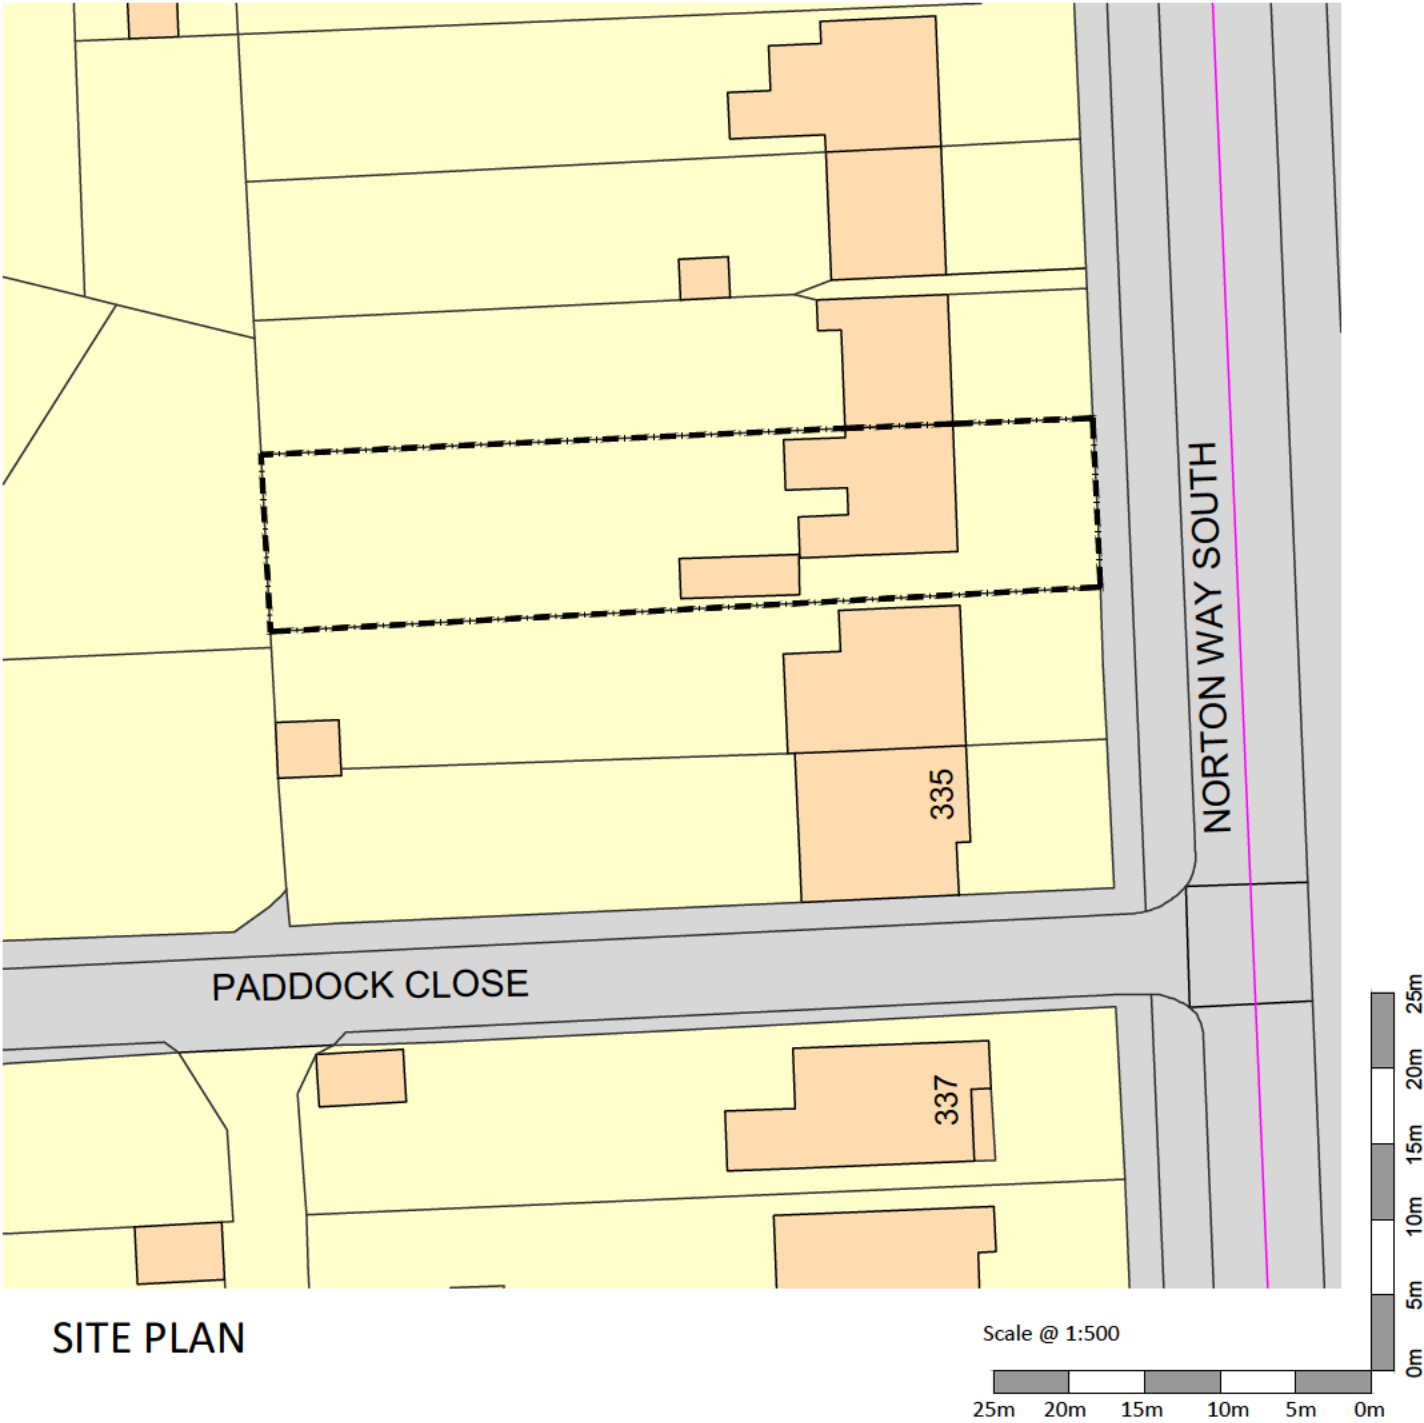 NORTON WAY SOUTH
335
PADDOCK CLOSE
337
25m
20m
15m
10m
5m
0m
SITE PLAN
Scale @ 1:500
25m 20m 15m 10m 5m 0m